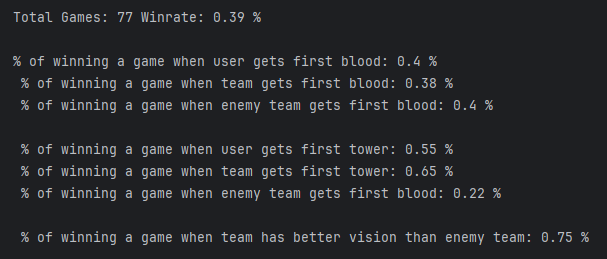 Total Games: 77 Winrate: 0.39 %
% of winning a game when user gets first blood: 0.4 %
% of winning a game when team gets first blood: 0.38 %
% of winning a game when enemy team gets first blood: 0.4 %
% of winning a game when user gets first tower: 0.55 %
% of winning a game when team gets first tower: 0.65 %
% of winning a game when enemy team gets first blood: 0.22 %
% of winning a game when team has better vision than enemy team: 0.75 %